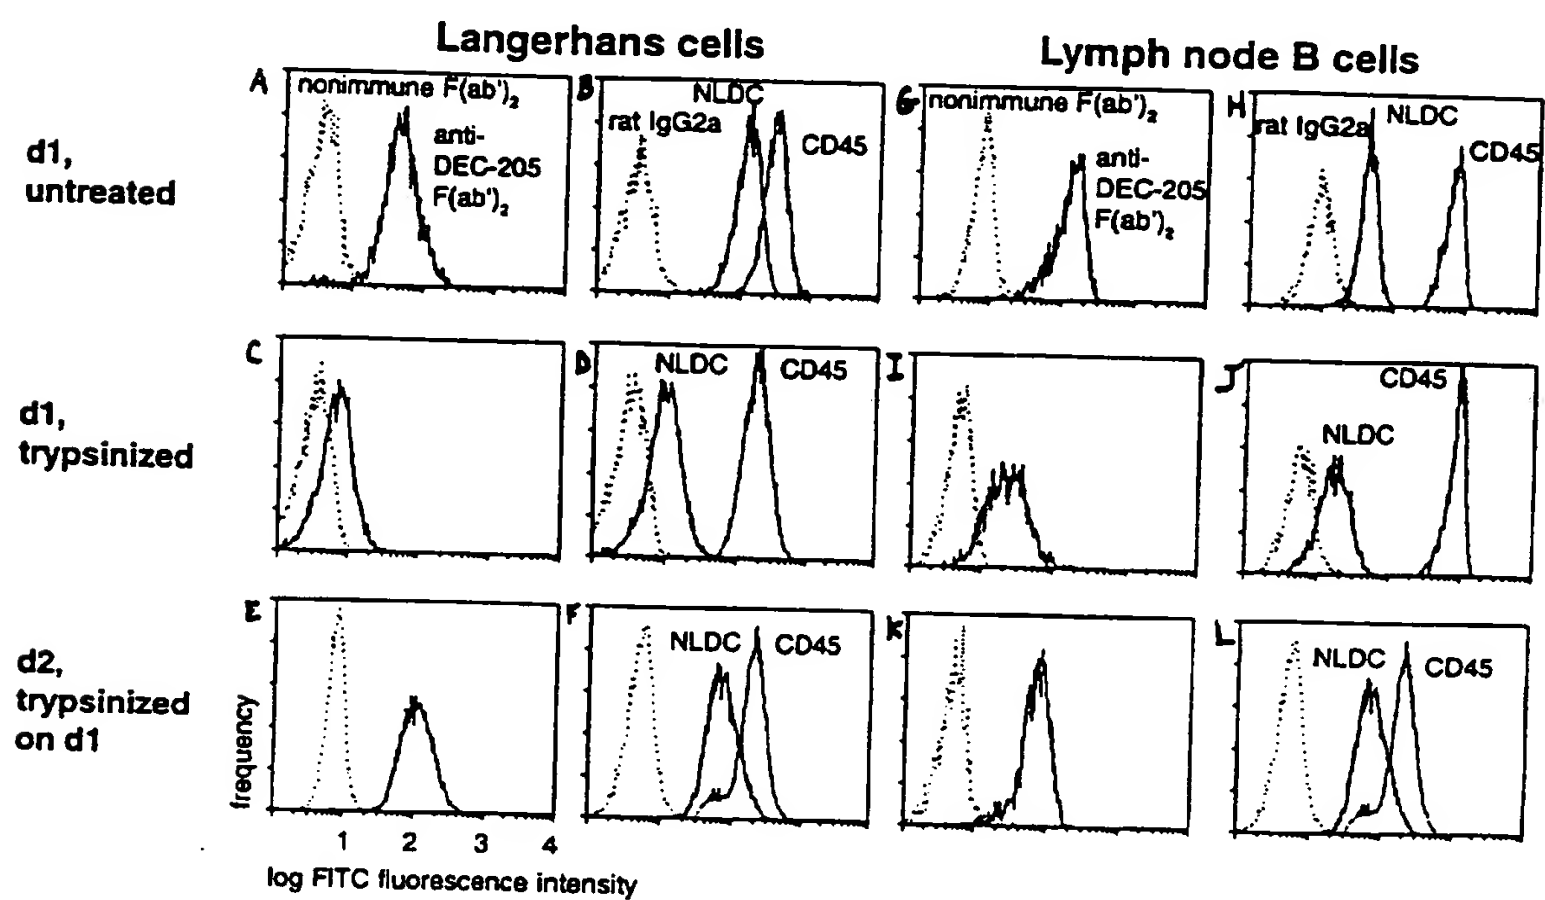 Langerhans cells
Lymph node B cells
d1,
untreated
A
nonimmune F(ab')₂
anti-
DEC-205
F(ab')₂
B
NLDC
rat IgG2a
CD45
G
nonimmune F(ab')₂
anti-
DEC-205
F(ab')₂
H
rat IgG2a
NLDC
CD45
d1,
trypsinized
C
D
NLDC
CD45
I
J
CD45
NLDC
d2,
trypsinized
on d1
E
F
NLDC
CD45
K
L
NLDC
CD45
frequency
1 2 3 4
log FITC fluorescence intensity